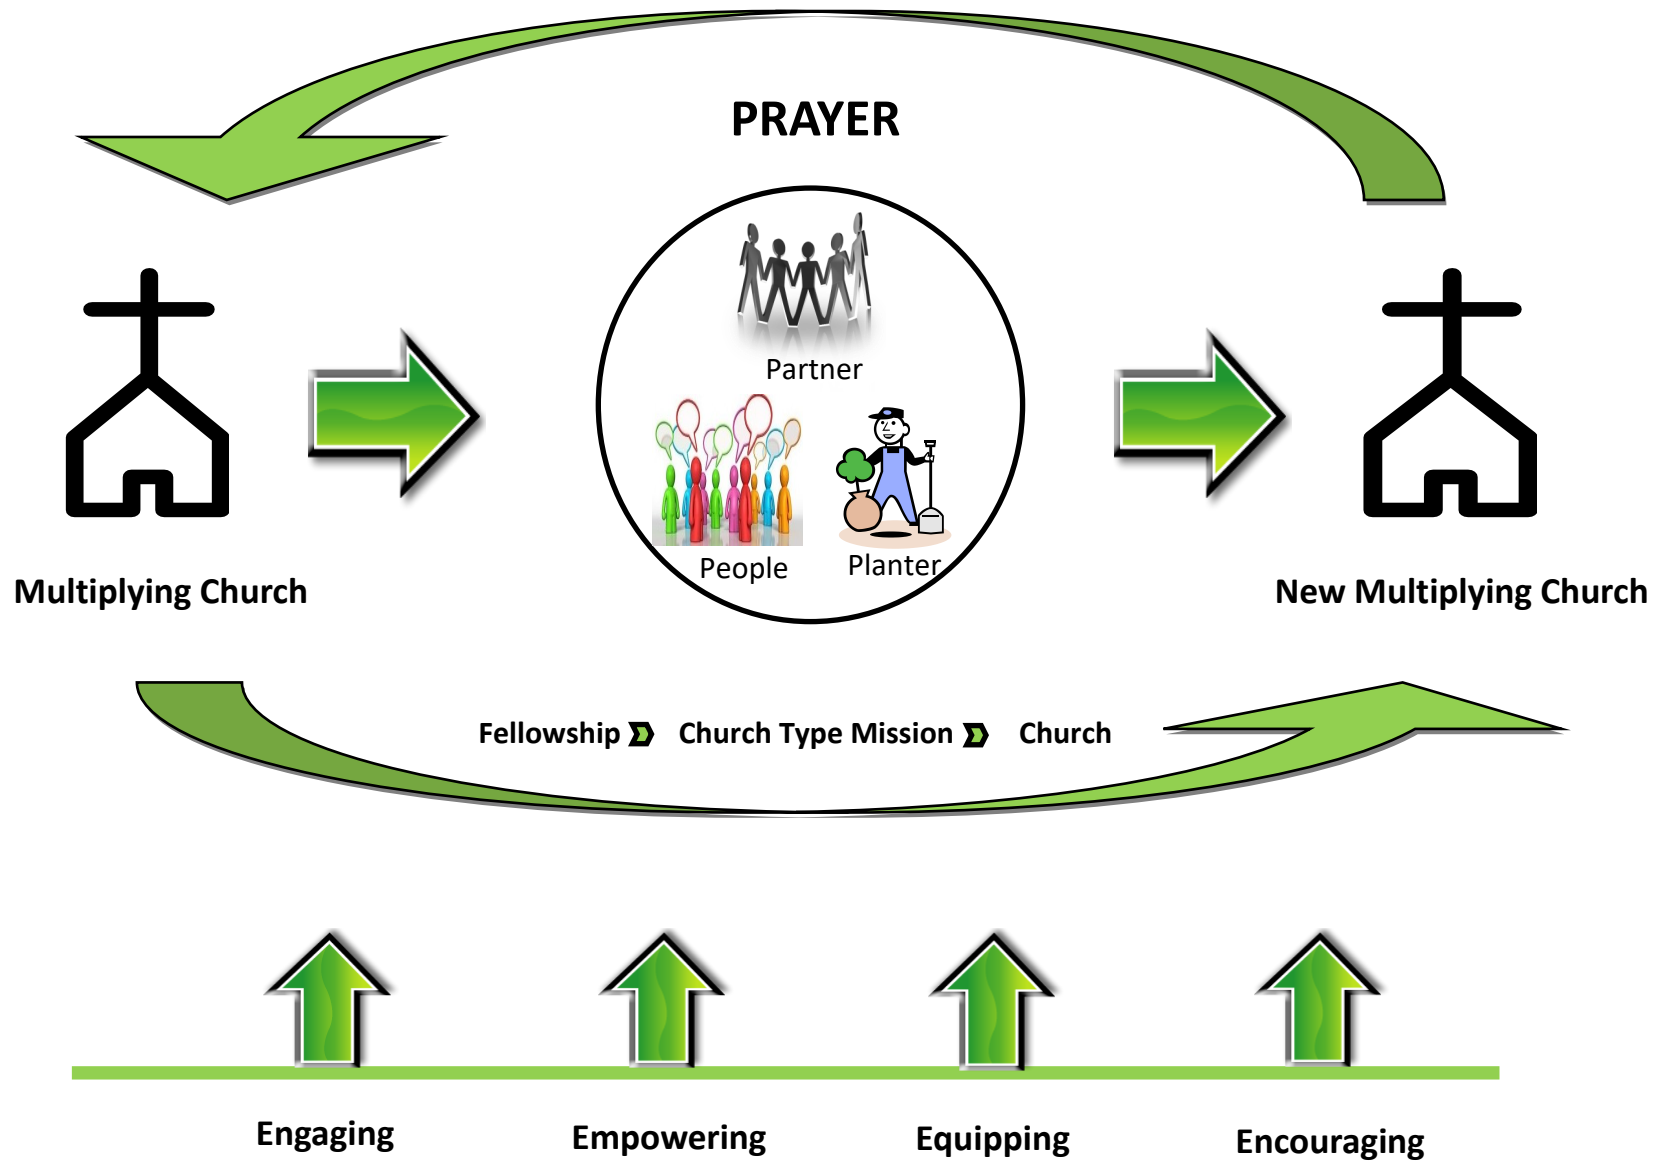 PRAYER
Partner
People
Planter
Multiplying Church
New Multiplying Church
Fellowship Church Type Mission Church
Engaging
Empowering
Equipping
Encouraging